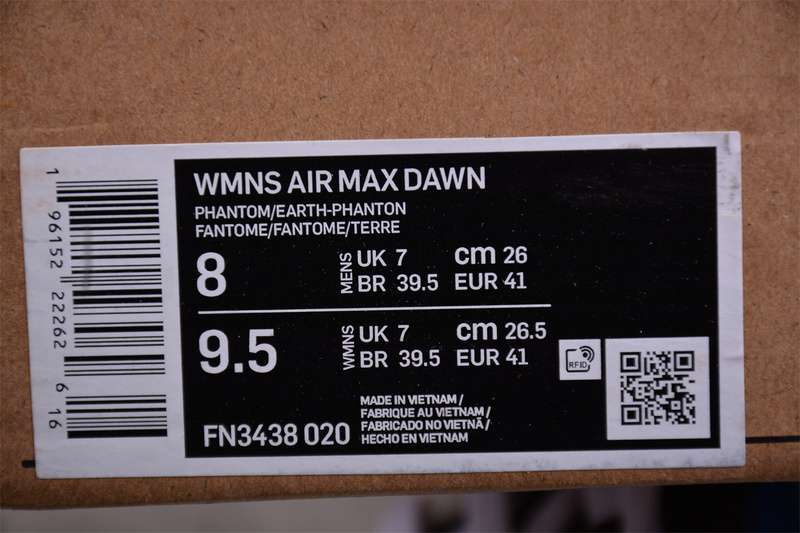 WMNS AIR MAX DAWN
PHANTOM/EARTH-PHANTON
FANTOME/FANTOME/TERRE
8 MENS UK 7 cm 26
BR 39.5 EUR 41
9.5 WMNS UK 7 cm 26.5
BR 39.5 EUR 41
RFID
MADE IN VIETNAM /
FABRIQUE AU VIETNAM /
FABRICADO NO VIETNÃ /
HECHO EN VIETNAM
FN3438 020
1 96152 22262 6 16